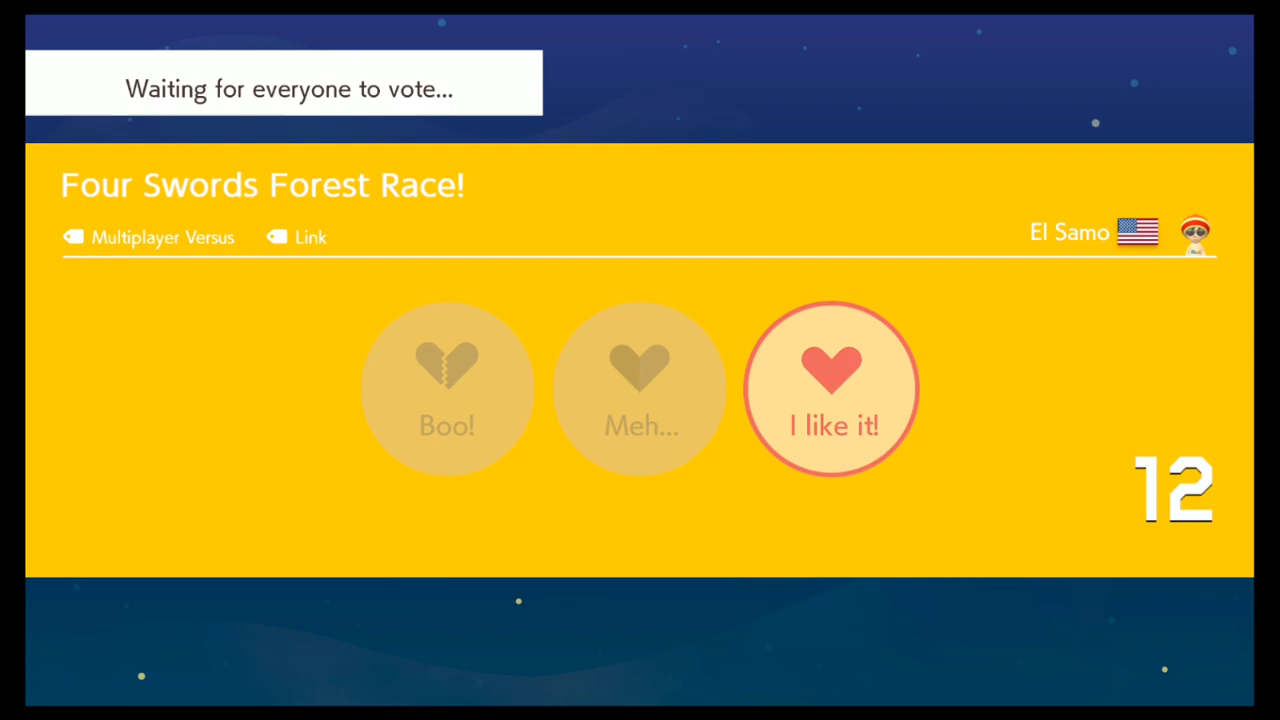 Waiting for everyone to vote...
Four Swords Forest Race!
Multiplayer Versus Link
El Samo
Boo! Meh... I like it!
12